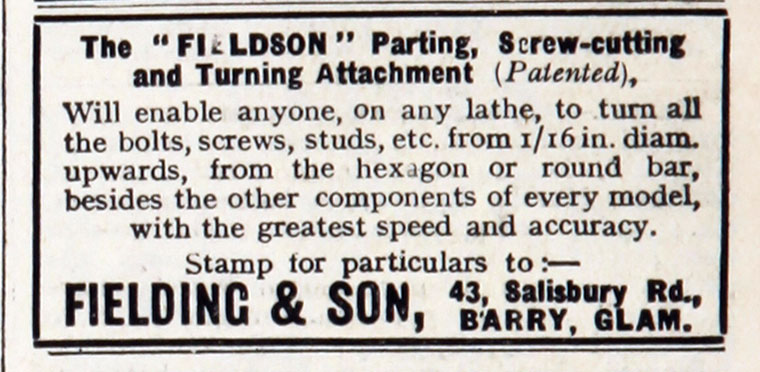 The "FIELDSON" Parting, Screw-cutting
and Turning Attachment (Patented),
Will enable anyone, on any lathe, to turn all
the bolts, screws, studs, etc. from 1/16 in. diam.
upwards, from the hexagon or round bar,
besides the other components of every model,
with the greatest speed and accuracy.
Stamp for particulars to :—
FIELDING & SON, 43, Salisbury Rd.,
BARRY, GLAM.